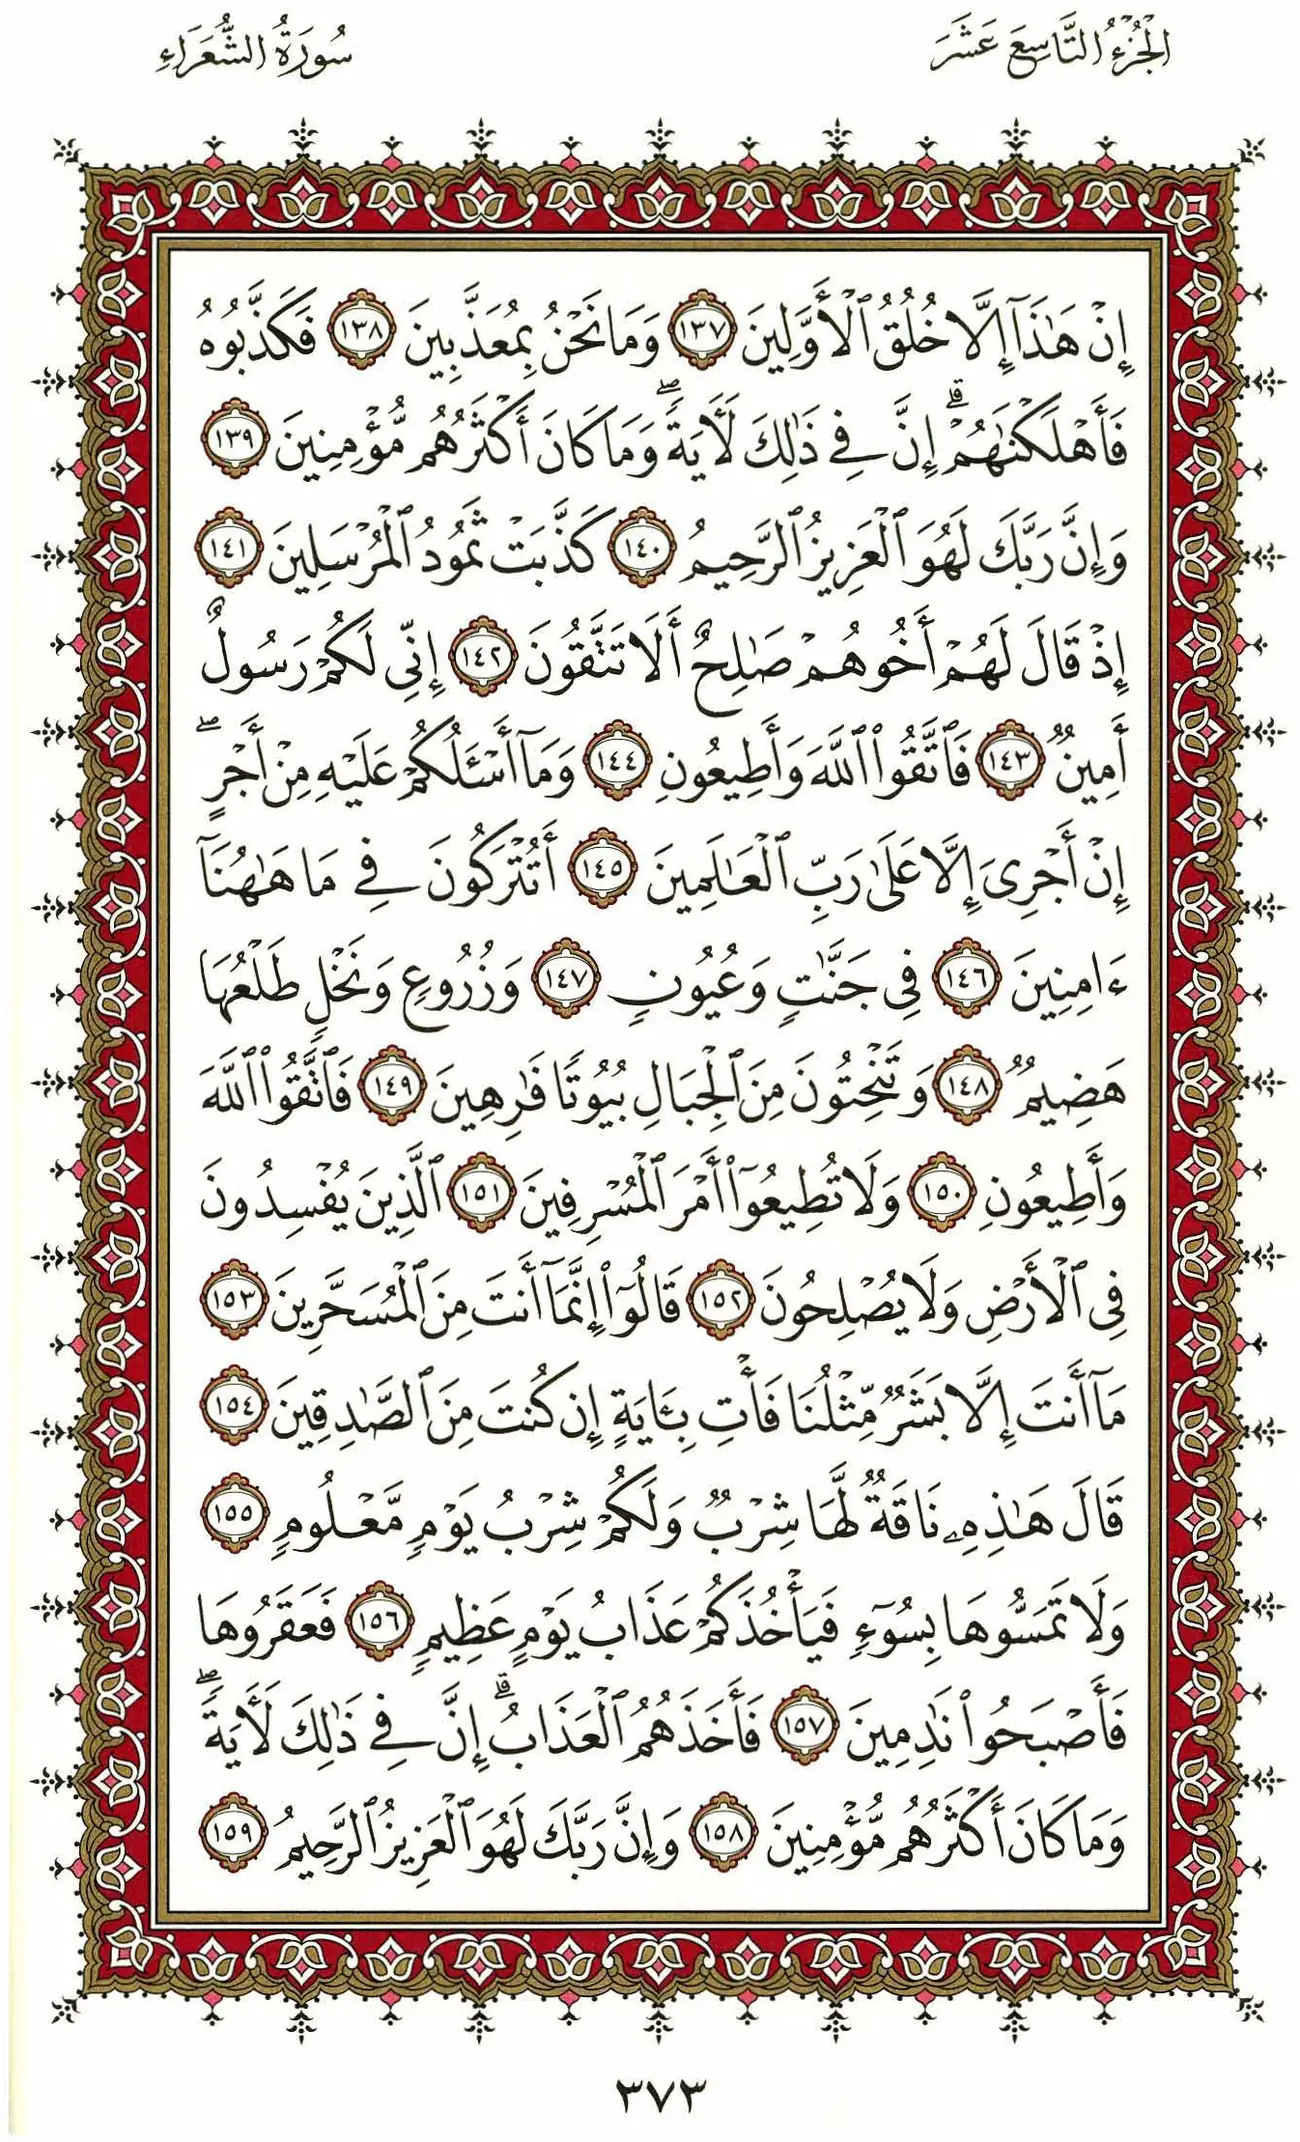 الجزء التاسع عشر
سورة الشعراء
إِنْ هَٰذَآ إِلَّا خُلُقُ ٱلْأَوَّلِينَ ١٣٧ وَمَا نَحْنُ بِمُعَذَّبِينَ ١٣٨ فَكَذَّبُوهُ
فَأَهْلَكْنَٰهُمْ ۗ إِنَّ فِي ذَٰلِكَ لَأٓيَةً ۖ وَمَا كَانَ أَكْثَرُهُم مُّؤْمِنِينَ ١٣٩
وَإِنَّ رَبَّكَ لَهُوَ ٱلْعَزِيزُ ٱلرَّحِيمُ ١٤٠ كَذَّبَتْ ثَمُودُ ٱلْمُرْسَلِينَ ١٤١
إِذْ قَالَ لَهُمْ أَخُوهُمْ صَٰلِحٌ أَلَا تَتَّقُونَ ١٤٢ إِنِّي لَكُمْ رَسُولٌ
أَمِينٌ ١٤٣ فَٱتَّقُوا۟ ٱللَّهَ وَأَطِيعُونِ ١٤٤ وَمَآ أَسْـَٔلُكُمْ عَلَيْهِ مِنْ أَجْرٍ ۖ
إِنْ أَجْرِىَ إِلَّا عَلَىٰ رَبِّ ٱلْعَٰلَمِينَ ١٤٥ أَتُتْرَكُونَ فِي مَا هَٰهُنَآ
ءَامِنِينَ ١٤٦ فِي جَنَّٰتٍ وَعُيُونٍ ١٤٧ وَزُرُوعٍ وَنَخْلٍ طَلْعُهَا
هَضِيمٌ ١٤٨ وَتَنْحِتُونَ مِنَ ٱلْجِبَالِ بُيُوتًا فَٰرِهِينَ ١٤٩ فَٱتَّقُوا۟ ٱللَّهَ
وَأَطِيعُونِ ١٥٠ وَلَا تُطِيعُوٓا۟ أَمْرَ ٱلْمُسْرِفِينَ ١٥١ ٱلَّذِينَ يُفْسِدُونَ
فِي ٱلْأَرْضِ وَلَا يُصْلِحُونَ ١٥٢ قَالُوٓا۟ إِنَّمَآ أَنتَ مِنَ ٱلْمُسَحَّرِينَ ١٥٣
مَآ أَنتَ إِلَّا بَشَرٌ مِّثْلُنَا فَأْتِ بِـَٔايَةٍ إِن كُنتَ مِنَ ٱلصَّٰدِقِينَ ١٥٤
قَالَ هَٰذِهِۦ نَاقَةٌ لَّهَا شِرْبٌ وَلَكُمْ شِرْبُ يَوْمٍ مَّعْلُومٍ ١٥٥
وَلَا تَمَسُّوهَا بِسُوٓءٍ فَيَأْخُذَكُمْ عَذَابُ يَوْمٍ عَظِيمٍ ١٥٦ فَعَقَرُوهَا
فَأَصْبَحُوا۟ نَٰدِمِينَ ١٥٧ فَأَخَذَهُمُ ٱلْعَذَابُ ۗ إِنَّ فِي ذَٰلِكَ لَأٓيَةً ۖ
وَمَا كَانَ أَكْثَرُهُم مُّؤْمِنِينَ ١٥٨ وَإِنَّ رَبَّكَ لَهُوَ ٱلْعَزِيزُ ٱلرَّحِيمُ ١٥٩
٣٧٣